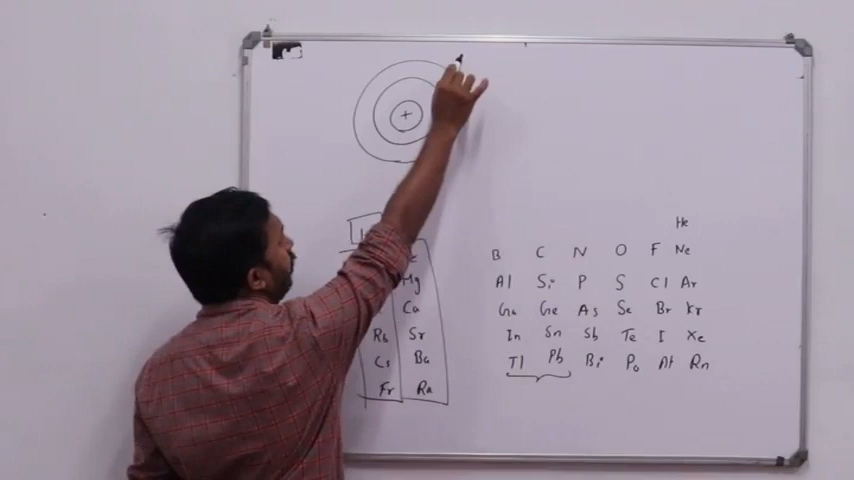 +
He
B C N O F Ne
Mg Al Si P S Cl Ar
Ca Ga Ge As Se Br Kr
Rb Sr In Sn Sb Te I Xe
Cs Ba Tl Pb Bi Po At Rn
Fr Ra